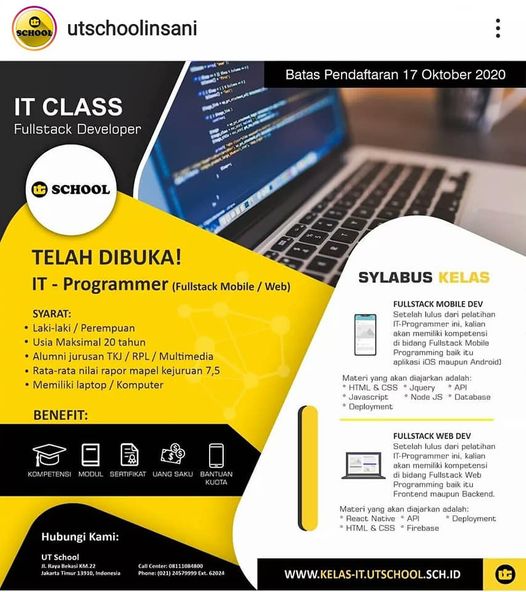 UT SCHOOL
utschoolinsani
Batas Pendaftaran 17 Oktober 2020
IT CLASS
Fullstack Developer
UT SCHOOL
TELAH DIBUKA!
IT - Programmer (Fullstack Mobile / Web)
SYARAT:
• Laki-laki / Perempuan
• Usia Maksimal 20 tahun
• Alumni jurusan TKJ / RPL / Multimedia
• Rata-rata nilai rapor mapel kejuruan 7,5
• Memiliki laptop / Komputer
BENEFIT:
KOMPETENSI MODUL SERTIFIKAT UANG SAKU BANTUAN
KUOTA
Hubungi Kami:
UT School
Jl. Raya Bekasi KM.22
Jakarta Timur 13910, Indonesia
Call Center: 08111084800
Phone: (021) 24579999 Ext. 62024
SYLABUS KELAS
FULLSTACK MOBILE DEV
Setelah lulus dari pelatihan
IT-Programmer ini, kalian
akan memiliki kompetensi
di bidang Fullstack Mobile
Programming baik itu
aplikasi iOS maupun Android)
Materi yang akan diajarkan adalah:
* HTML & CSS * Jquery * API
* Javascript * Node JS * Database
* Deployment
FULLSTACK WEB DEV
Setelah lulus dari pelatihan
IT-Programmer ini, kalian
akan memiliki kompetensi
di bidang Fullstack Web
Programming baik itu
Frontend maupun Backend.
Materi yang akan diajarkan adalah:
* React Native * API * Deployment
* HTML & CSS * Firebase
WWW.KELAS-IT.UTSCHOOL.SCH.ID
UT